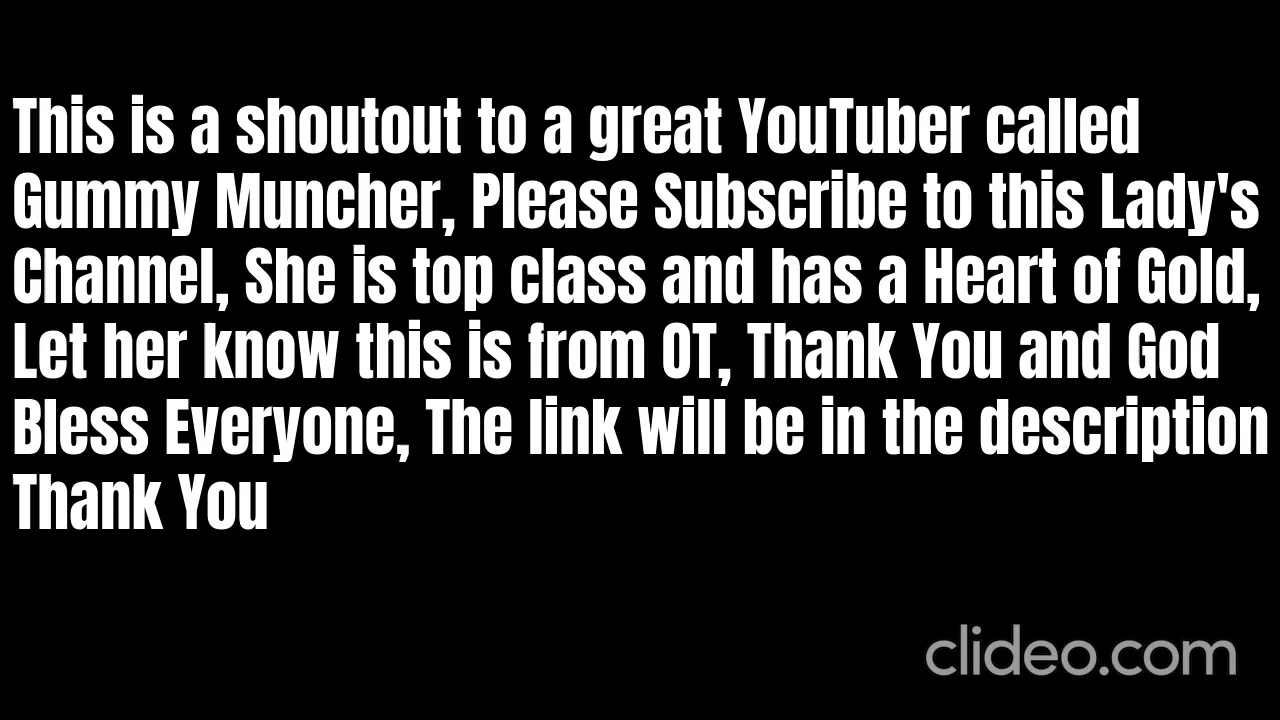 This is a shoutout to a great YouTuber called
Gummy Muncher, Please Subscribe to this Lady's
Channel, She is top class and has a Heart of Gold,
Let her know this is from OT, Thank You and God
Bless Everyone, The link will be in the description
Thank You
clideo.com